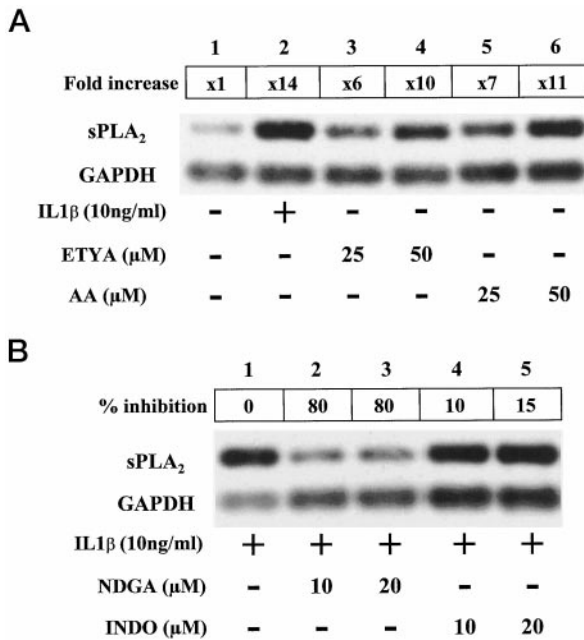 A
1 2 3 4 5 6
Fold increase x1 x14 x6 x10 x7 x11
sPLA₂
GAPDH
IL1β (10ng/ml) - + - - - -
ETYA (μM) - - 25 50 - -
AA (μM) - - - - 25 50
B
1 2 3 4 5
% inhibition 0 80 80 10 15
sPLA₂
GAPDH
IL1β (10ng/ml) + + + + +
NDGA (μM) - 10 20 - -
INDO (μM) - - - 10 20